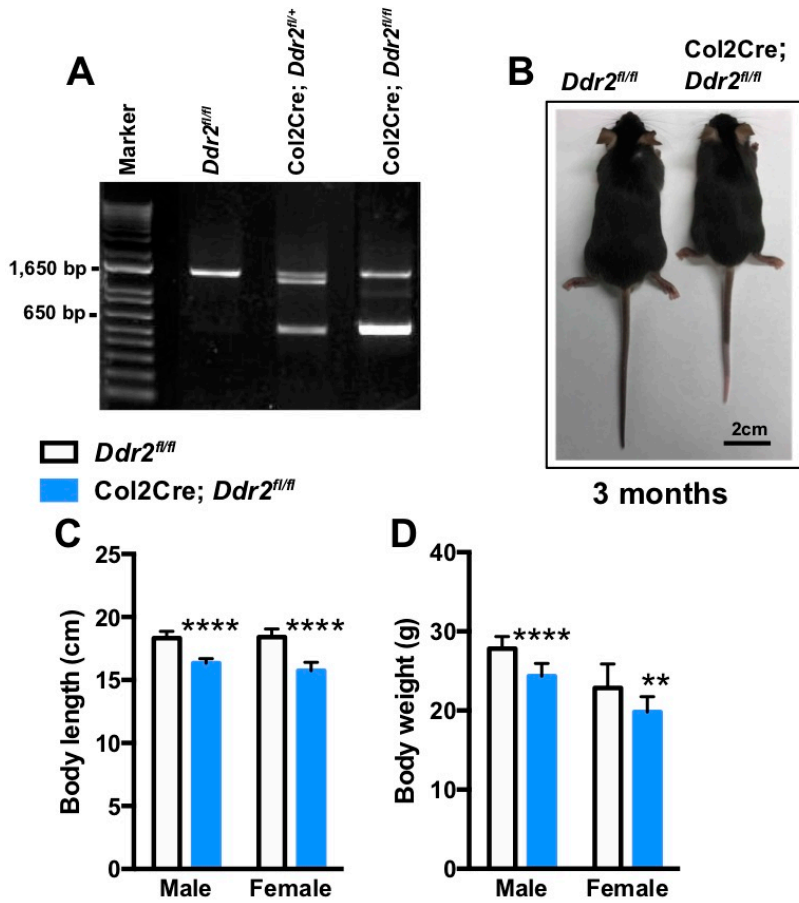 A
Marker
Ddr2fl/fl
Col2Cre; Ddr2fl/+
Col2Cre; Ddr2fl/fl
1,650 bp
650 bp
B
Ddr2fl/fl
Col2Cre;
Ddr2fl/fl
2cm
3 months
Ddr2fl/fl
Col2Cre; Ddr2fl/fl
C
Body length (cm)
25
20
15
10
5
0
****
****
Male Female
D
Body weight (g)
40
30
20
10
0
****
**
Male Female